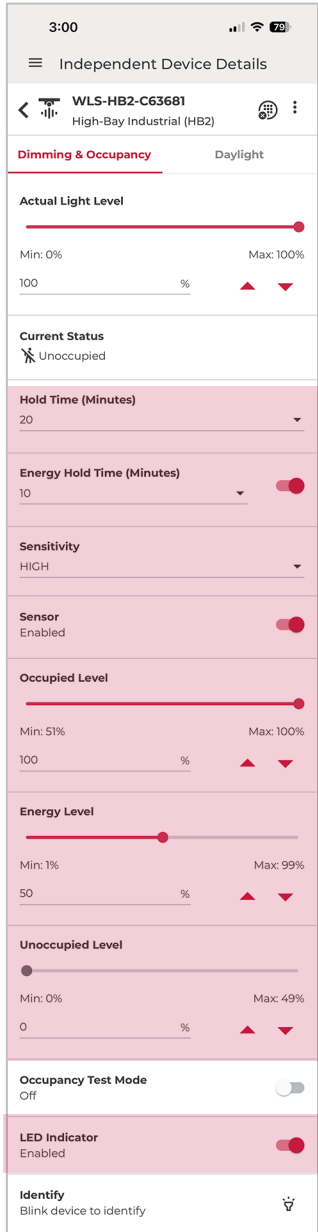 3:00
79
Independent Device Details
WLS-HB2-C63681
High-Bay Industrial (HB2)
Dimming & Occupancy Daylight
Actual Light Level
Min: 0% Max: 100%
100 %
Current Status
Unoccupied
Hold Time (Minutes)
20
Energy Hold Time (Minutes)
10
Sensitivity
HIGH
Sensor
Enabled
Occupied Level
Min: 51% Max: 100%
100 %
Energy Level
Min: 1% Max: 99%
50 %
Unoccupied Level
Min: 0% Max: 49%
0 %
Occupancy Test Mode
Off
LED Indicator
Enabled
Identify
Blink device to identify